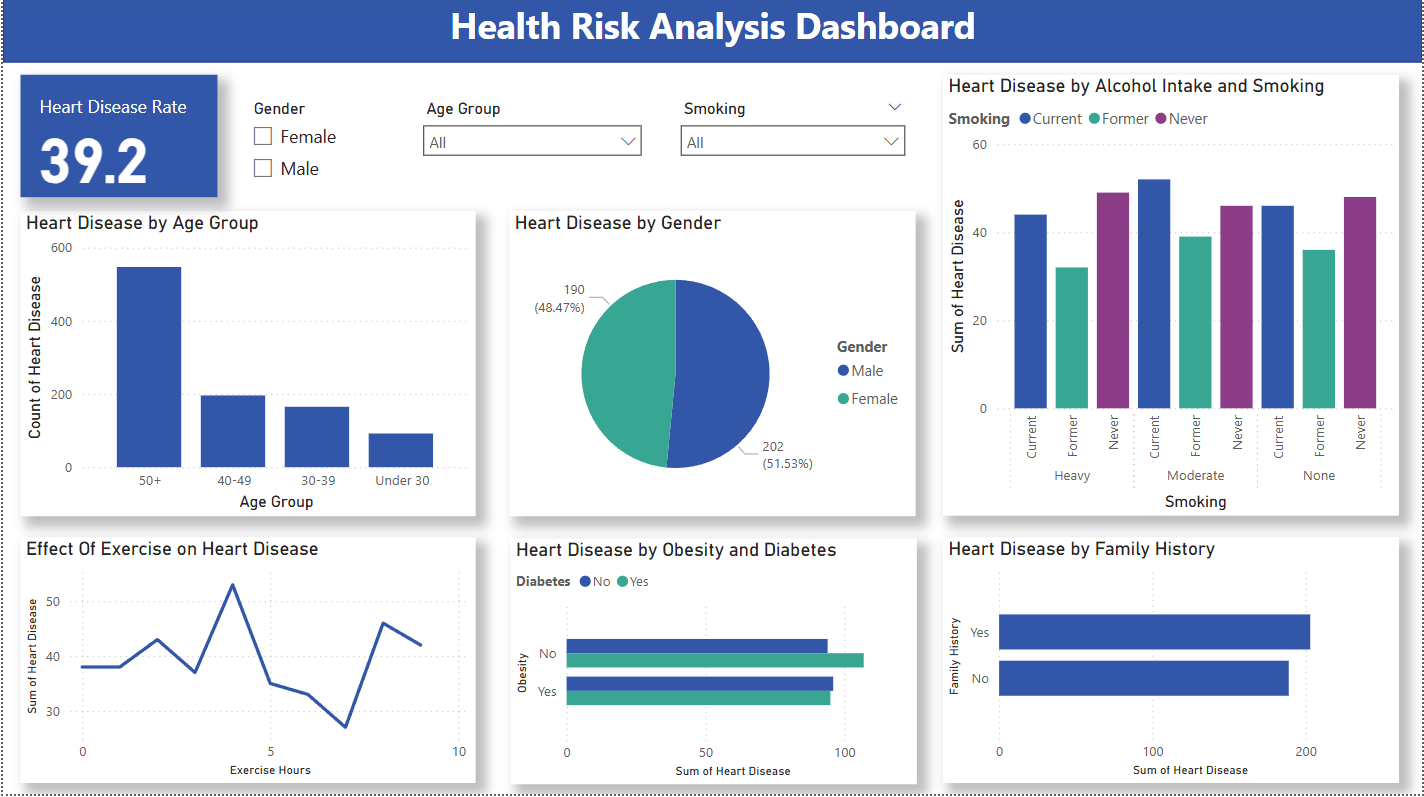 Health Risk Analysis Dashboard
Heart Disease Rate
39.2
Gender
Female
Male
Age Group
All
Smoking
All
Heart Disease by Alcohol Intake and Smoking
Smoking Current Former Never
Sum of Heart Disease
60
40
20
0
Current Former Never Current Former Never Current Former Never
Heavy Moderate None
Smoking
Heart Disease by Age Group
Count of Heart Disease
600
400
200
0
50+ 40-49 30-39 Under 30
Age Group
Heart Disease by Gender
190
(48.47%)
202
(51.53%)
Gender
Male
Female
Effect Of Exercise on Heart Disease
Sum of Heart Disease
50
40
30
0 5 10
Exercise Hours
Heart Disease by Obesity and Diabetes
Diabetes No Yes
Obesity
No
Yes
0 50 100
Sum of Heart Disease
Heart Disease by Family History
Family History
Yes
No
0 100 200
Sum of Heart Disease